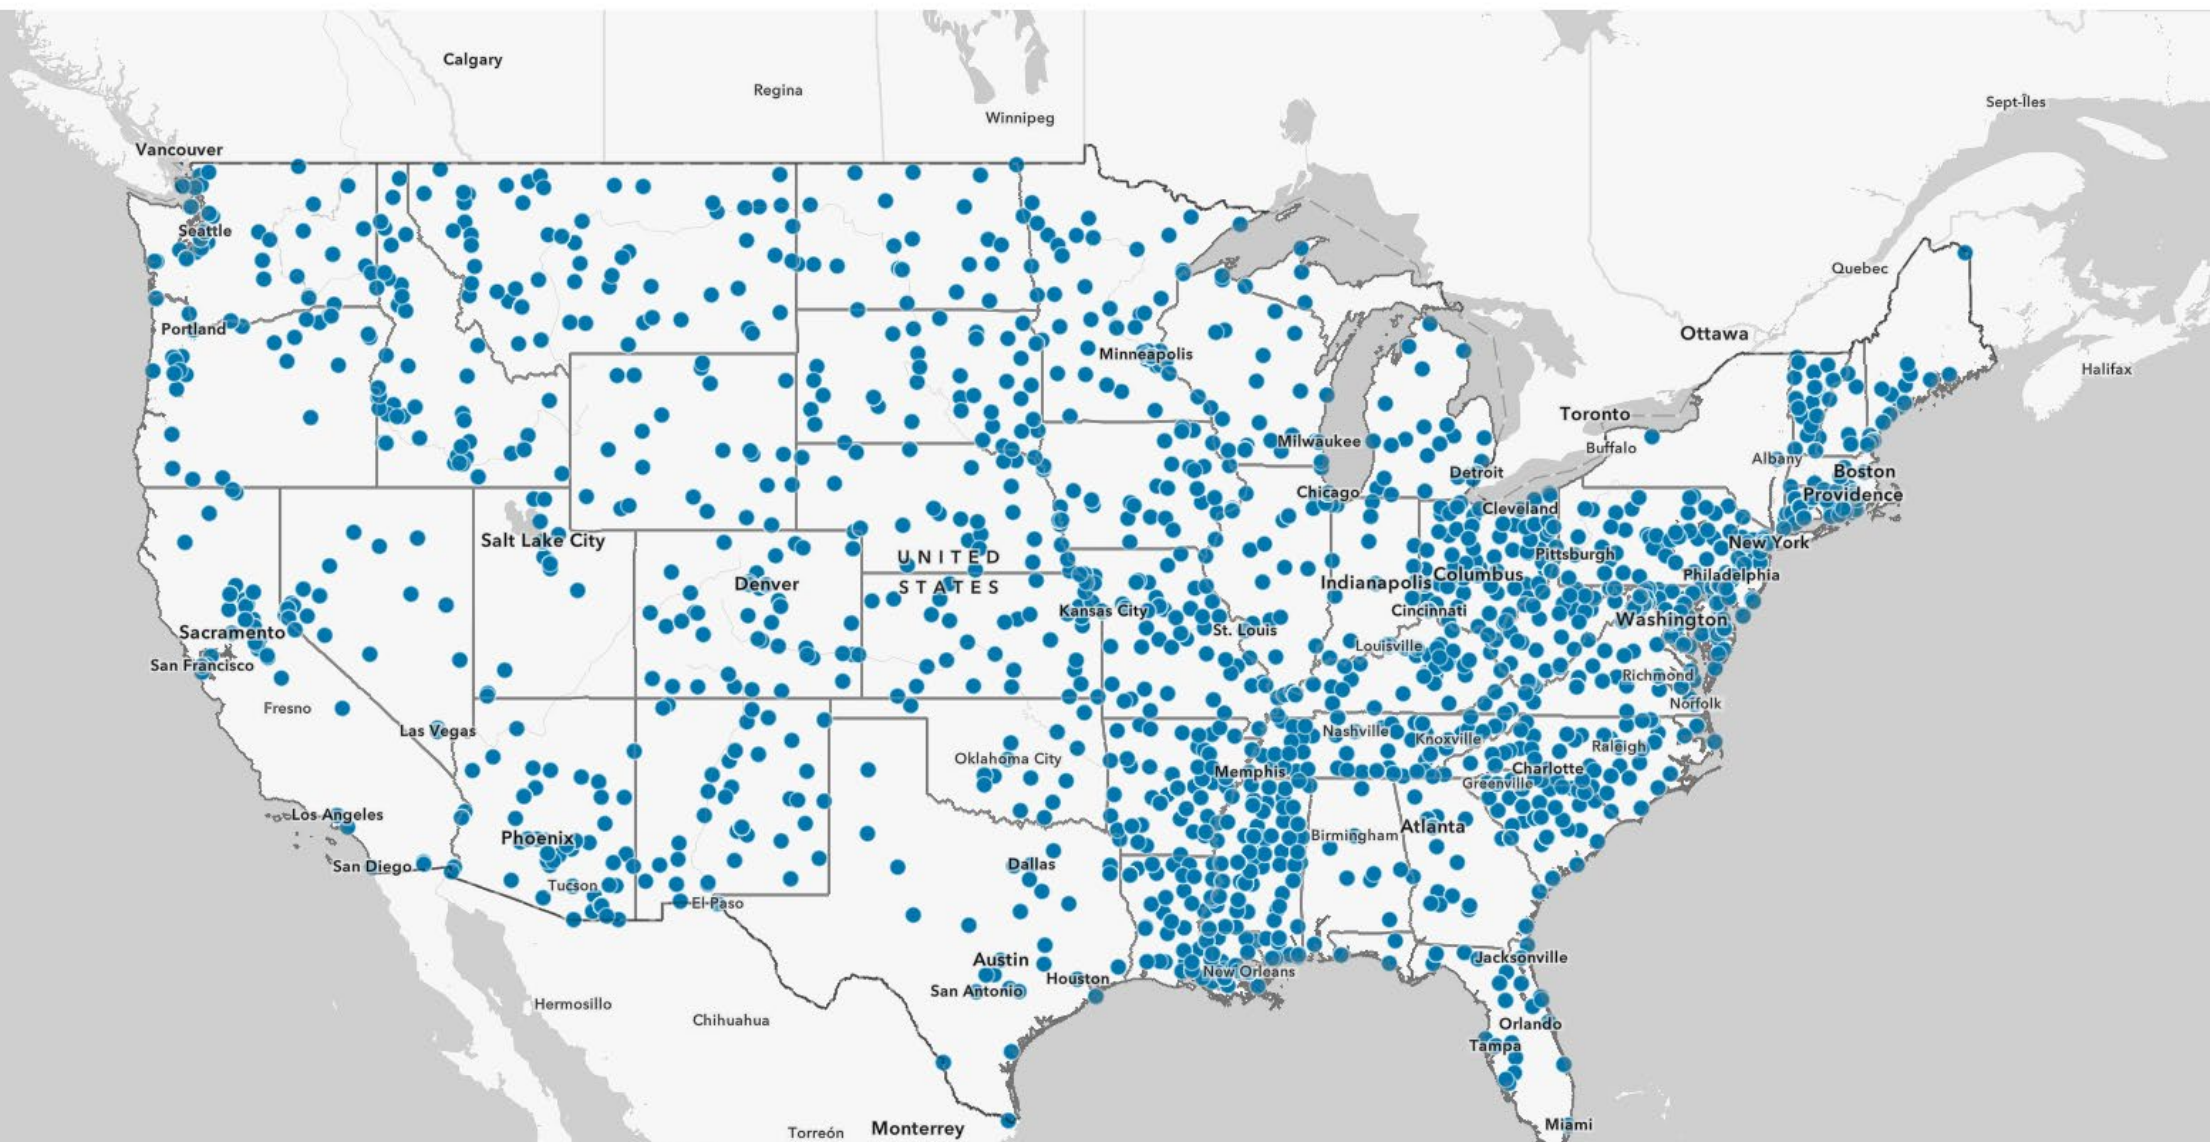 Calgary
Regina
Winnipeg
Sept-Îles
Vancouver
Seattle
Quebec
Portland
Ottawa
Minneapolis
Halifax
Toronto
Milwaukee
Buffalo
Albany
Detroit
Boston
Chicago
Providence
Cleveland
Salt Lake City
New York
UNITED
STATES
Pittsburgh
Denver
Indianapolis
Columbus
Philadelphia
Kansas City
Cincinnati
Washington
St. Louis
Sacramento
Louisville
San Francisco
Richmond
Fresno
Norfolk
Las Vegas
Nashville
Knoxville
Raleigh
Oklahoma City
Memphis
Charlotte
Greenville
Los Angeles
Phoenix
Birmingham
Atlanta
San Diego
Dallas
Tucson
El Paso
Austin
Jacksonville
New Orleans
Houston
San Antonio
Hermosillo
Chihuahua
Orlando
Tampa
Miami
Torreón
Monterrey